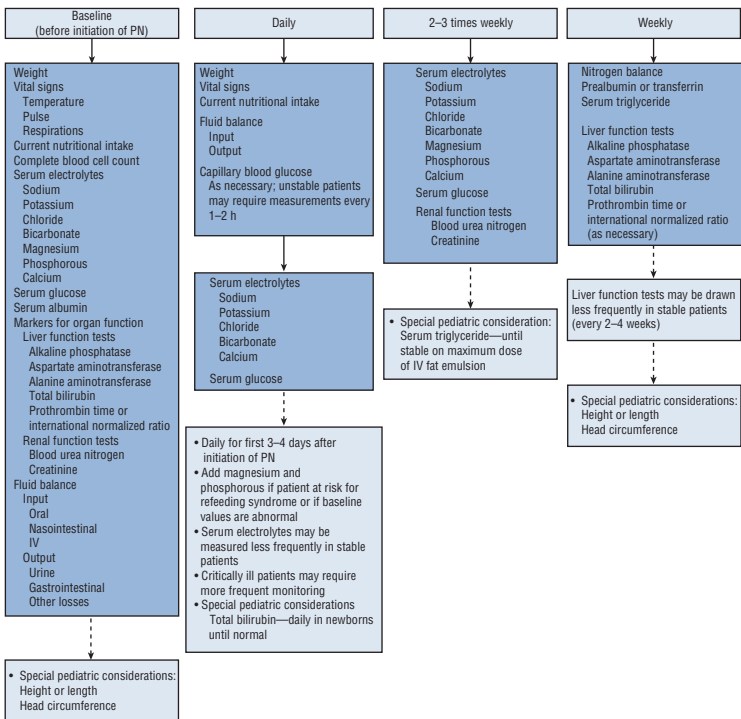 Baseline
(before initiation of PN)
Weight
Vital signs
Temperature
Pulse
Respirations
Current nutritional intake
Complete blood cell count
Serum electrolytes
Sodium
Potassium
Chloride
Bicarbonate
Magnesium
Phosphorous
Calcium
Serum glucose
Serum albumin
Markers for organ function
Liver function tests
Alkaline phosphatase
Aspartate aminotransferase
Alanine aminotransferase
Total bilirubin
Prothrombin time or
international normalized ratio
Renal function tests
Blood urea nitrogen
Creatinine
Fluid balance
Input
Oral
Nasointestinal
IV
Output
Urine
Gastrointestinal
Other losses
• Special pediatric considerations:
Height or length
Head circumference
Daily
Weight
Vital signs
Current nutritional intake
Fluid balance
Input
Output
Capillary blood glucose
As necessary; unstable patients
may require measurements every
1–2 h
Serum electrolytes
Sodium
Potassium
Chloride
Bicarbonate
Calcium
Serum glucose
• Daily for first 3–4 days after
initiation of PN
• Add magnesium and
phosphorous if patient at risk for
refeeding syndrome or if baseline
values are abnormal
• Serum electrolytes may be
measured less frequently in stable
patients
• Critically ill patients may require
more frequent monitoring
• Special pediatric considerations
Total bilirubin—daily in newborns
until normal
2–3 times weekly
Serum electrolytes
Sodium
Potassium
Chloride
Bicarbonate
Magnesium
Phosphorous
Calcium
Serum glucose
Renal function tests
Blood urea nitrogen
Creatinine
• Special pediatric consideration:
Serum triglyceride—until
stable on maximum dose
of IV fat emulsion
Weekly
Nitrogen balance
Prealbumin or transferrin
Serum triglyceride
Liver function tests
Alkaline phosphatase
Aspartate aminotransferase
Alanine aminotransferase
Total bilirubin
Prothrombin time or
international normalized ratio
(as necessary)
Liver function tests may be drawn
less frequently in stable patients
(every 2–4 weeks)
• Special pediatric considerations:
Height or length
Head circumference